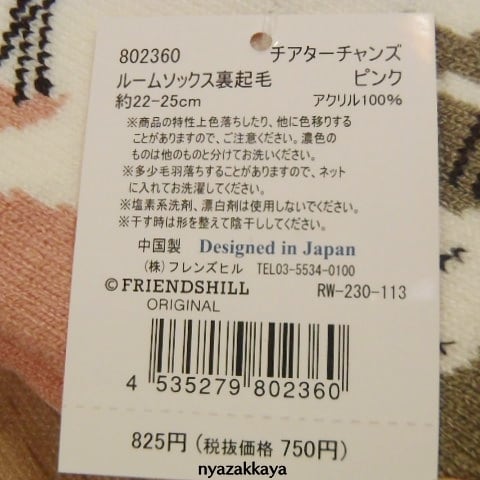 802360 チアターチャンズ
ルームソックス裏起毛 ピンク
約22-25cm アクリル100%
※商品の特性上色落ちしたり、他に色移りする
ことがありますので、ご注意ください。濃色の
ものは他のものと分けてお洗いください。
※多少毛羽落ちすることがありますので、ネット
に入れてお洗濯してください。
※塩素系洗剤、漂白剤は使用しないでください。
※干す時は形を整えて陰干ししてください。
中国製 Designed in Japan
(株)フレンズヒル TEL03-5534-0100
©FRIENDSHILL RW-230-113
ORIGINAL
4 535279 802360
825円(税抜価格 750円)
nyazakkaya